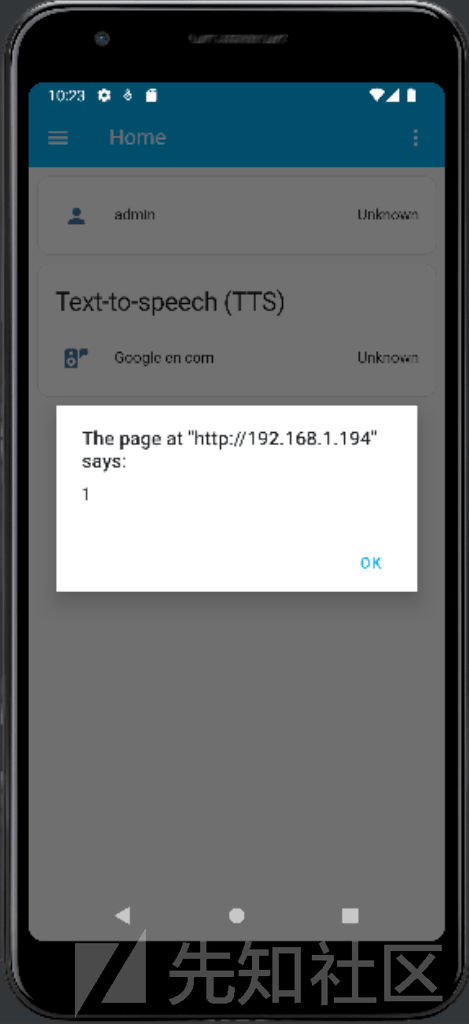 10:23
Home
admin Unknown
Text-to-speech (TTS)
Google en com Unknown
The page at "http://192.168.1.194"
says:
1
OK
先知社区